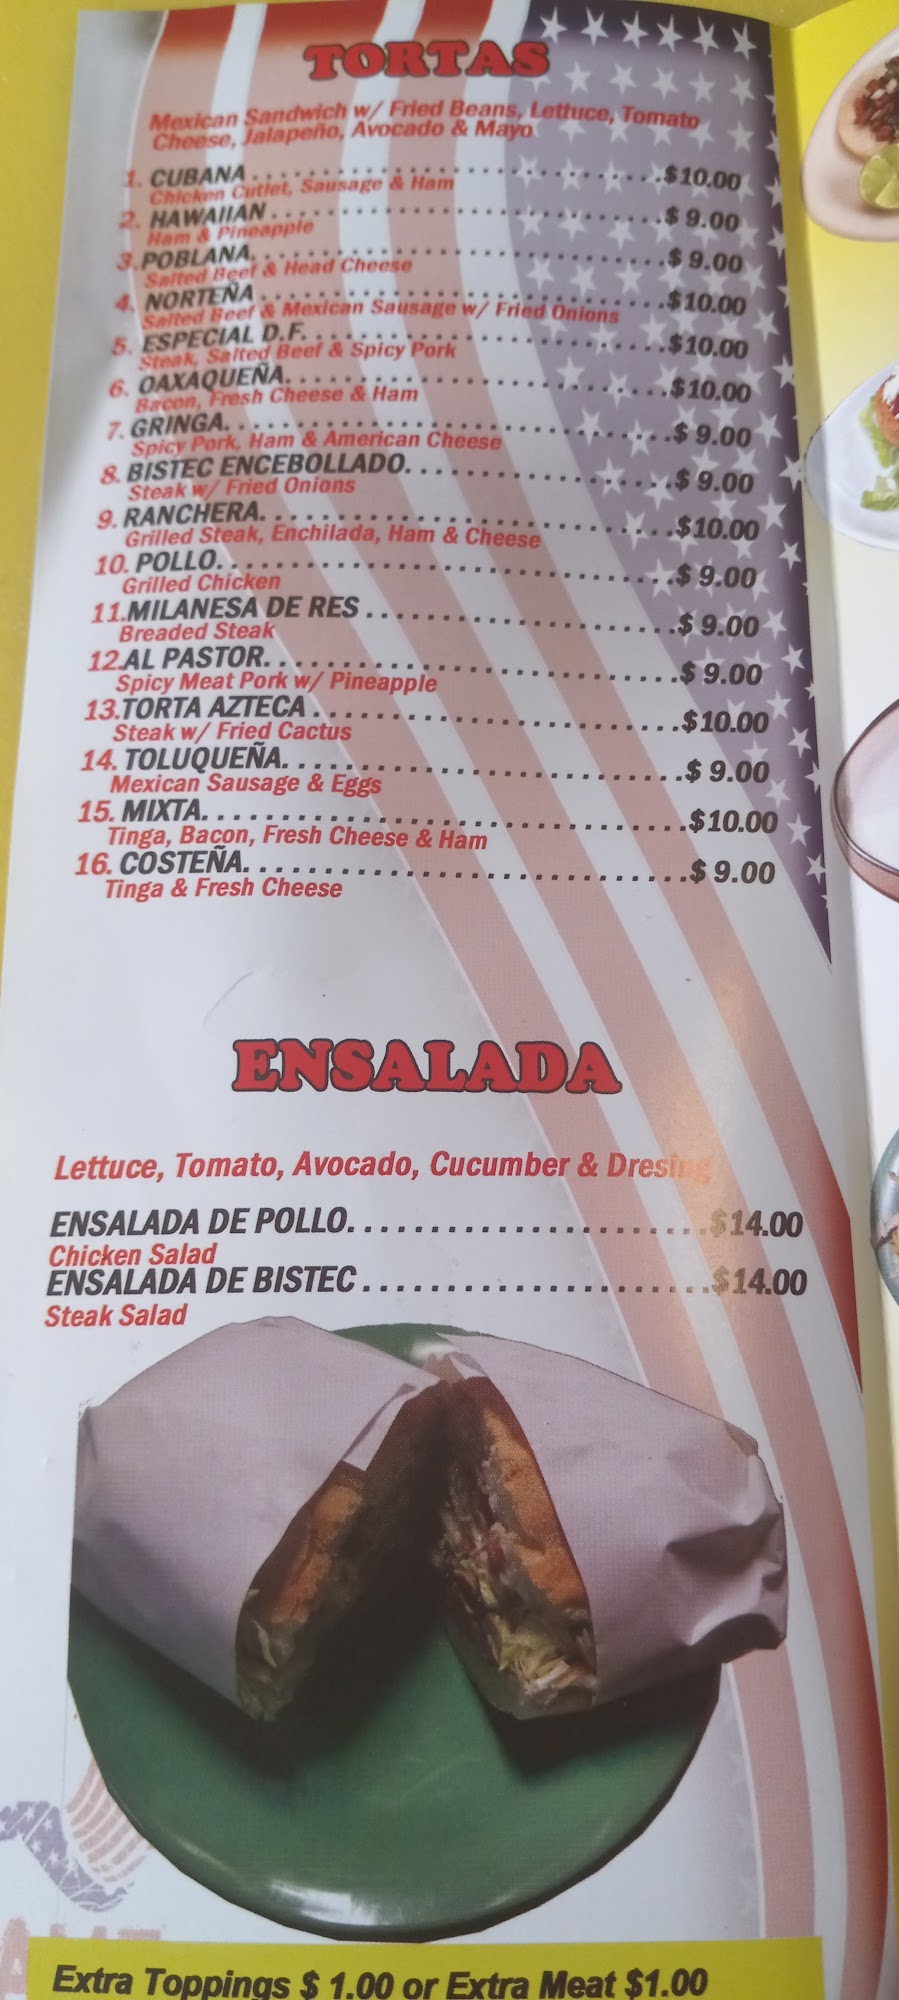 TORTAS
Mexican Sandwich w/ Fried Beans, Lettuce, Tomato
Cheese, Jalapeño, Avocado & Mayo
1. CUBANA $10.00
Chicken Cutlet, Sausage & Ham
2. HAWAIIAN $ 9.00
Ham & Pineapple
3. POBLANA $ 9.00
Salted Beef & Head Cheese
4. NORTEÑA $10.00
Salted Beef & Mexican Sausage w/ Fried Onions
5. ESPECIAL D.F. $10.00
Steak, Salted Beef & Spicy Pork
6. OAXAQUEÑA $10.00
Bacon, Fresh Cheese & Ham
7. GRINGA $ 9.00
Spicy Pork, Ham & American Cheese
8. BISTEC ENCEBOLLADO $ 9.00
Steak w/ Fried Onions
9. RANCHERA $10.00
Grilled Steak, Enchilada, Ham & Cheese
10. POLLO $ 9.00
Grilled Chicken
11.MILANESA DE RES $ 9.00
Breaded Steak
12.AL PASTOR $ 9.00
Spicy Meat Pork w/ Pineapple
13.TORTA AZTECA $10.00
Steak w/ Fried Cactus
14. TOLUQUEÑA $ 9.00
Mexican Sausage & Eggs
15. MIXTA $10.00
Tinga, Bacon, Fresh Cheese & Ham
16. COSTEÑA $ 9.00
Tinga & Fresh Cheese
ENSALADA
Lettuce, Tomato, Avocado, Cucumber & Dresing
ENSALADA DE POLLO $14.00
Chicken Salad
ENSALADA DE BISTEC $14.00
Steak Salad
Extra Toppings $ 1.00 or Extra Meat $1.00